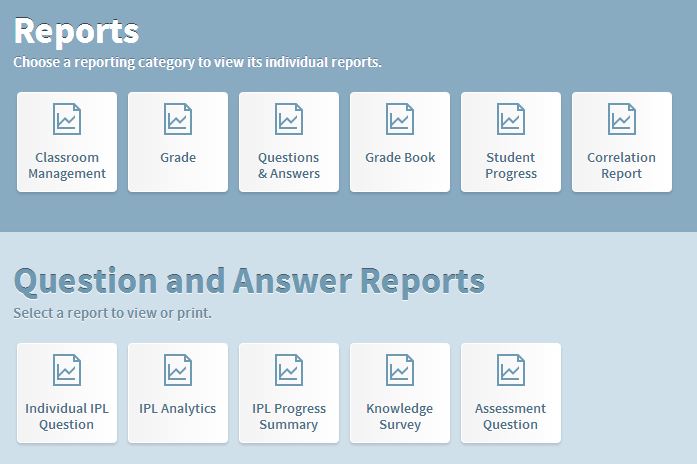 Reports
Choose a reporting category to view its individual reports.
Classroom
Management
Grade
Questions
& Answers
Grade Book
Student
Progress
Correlation
Report
Question and Answer Reports
Select a report to view or print.
Individual IPL
Question
IPL Analytics
IPL Progress
Summary
Knowledge
Survey
Assessment
Question